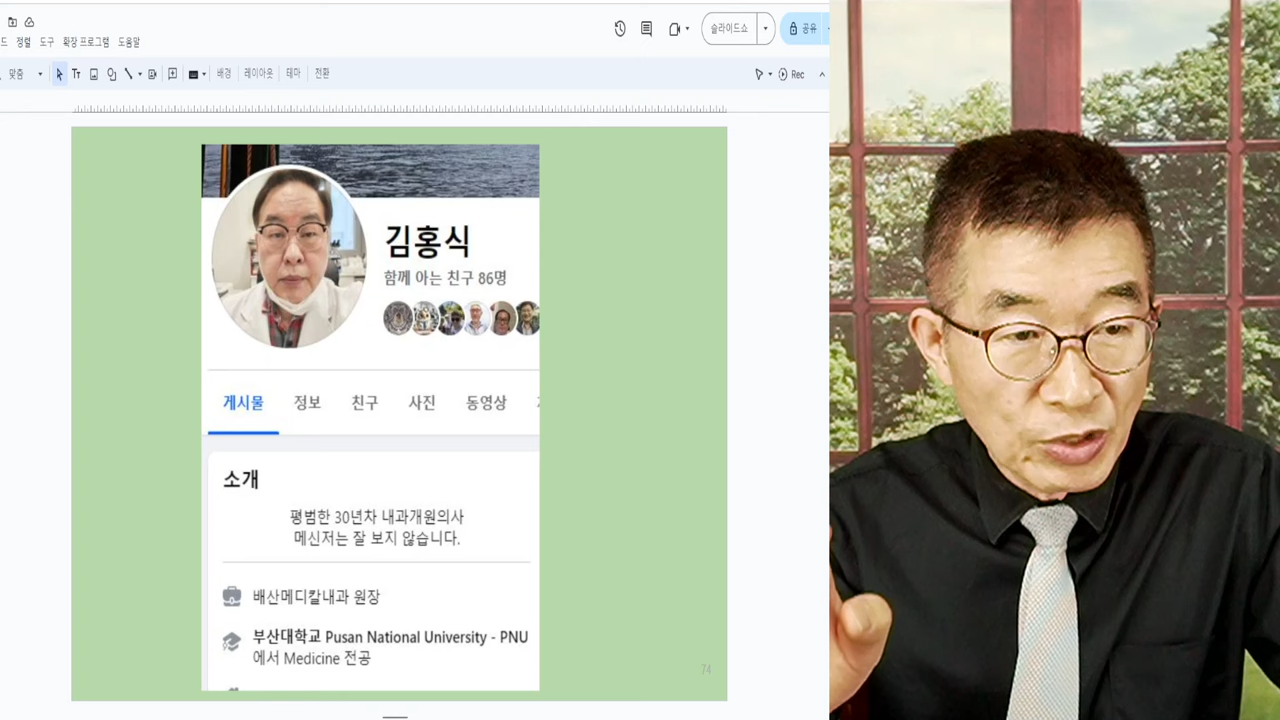 드 정렬 도구 확장 프로그램 도움말
슬라이드쇼
공유
맞춤
Tт
배경 레이아웃 테마 전환
Rec
김홍식
함께 아는 친구 86명
게시물 정보 친구 사진 동영상
소개
평범한 30년차 내과개원의사
메신저는 잘 보지 않습니다.
배산메디칼내과 원장
부산대학교 Pusan National University - PNU
에서 Medicine 전공
74